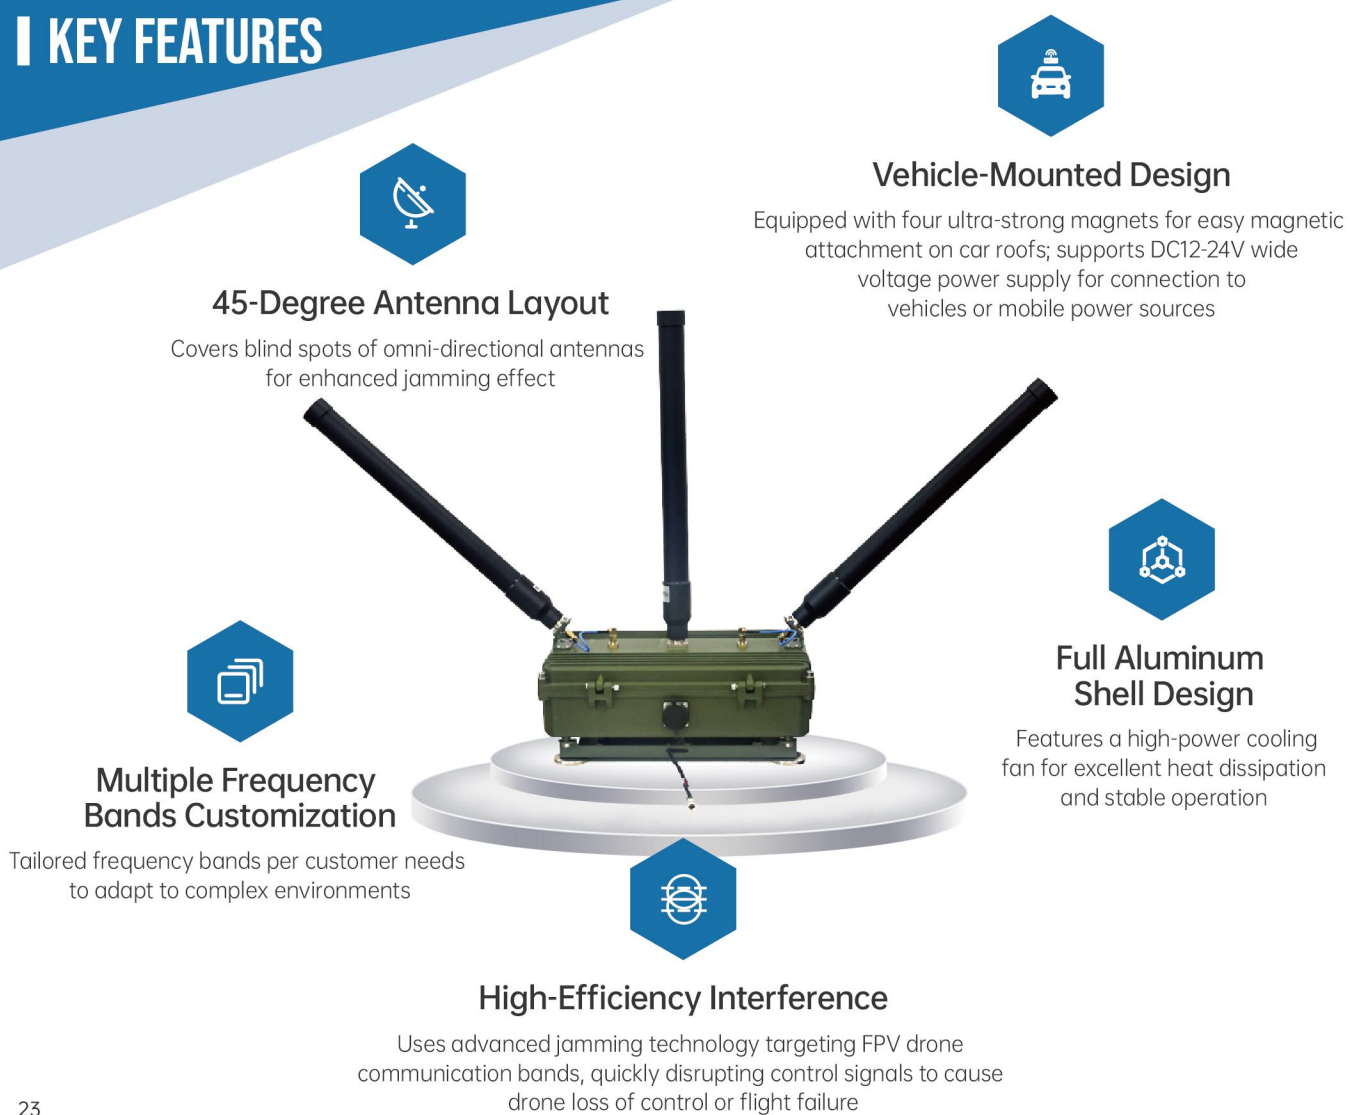 KEY FEATURES
Vehicle-Mounted Design
Equipped with four ultra-strong magnets for easy magnetic
attachment on car roofs; supports DC12-24V wide
voltage power supply for connection to
vehicles or mobile power sources
45-Degree Antenna Layout
Covers blind spots of omni-directional antennas
for enhanced jamming effect
Full Aluminum
Shell Design
Features a high-power cooling
fan for excellent heat dissipation
and stable operation
Multiple Frequency
Bands Customization
Tailored frequency bands per customer needs
to adapt to complex environments
High-Efficiency Interference
Uses advanced jamming technology targeting FPV drone
communication bands, quickly disrupting control signals to cause
drone loss of control or flight failure
23